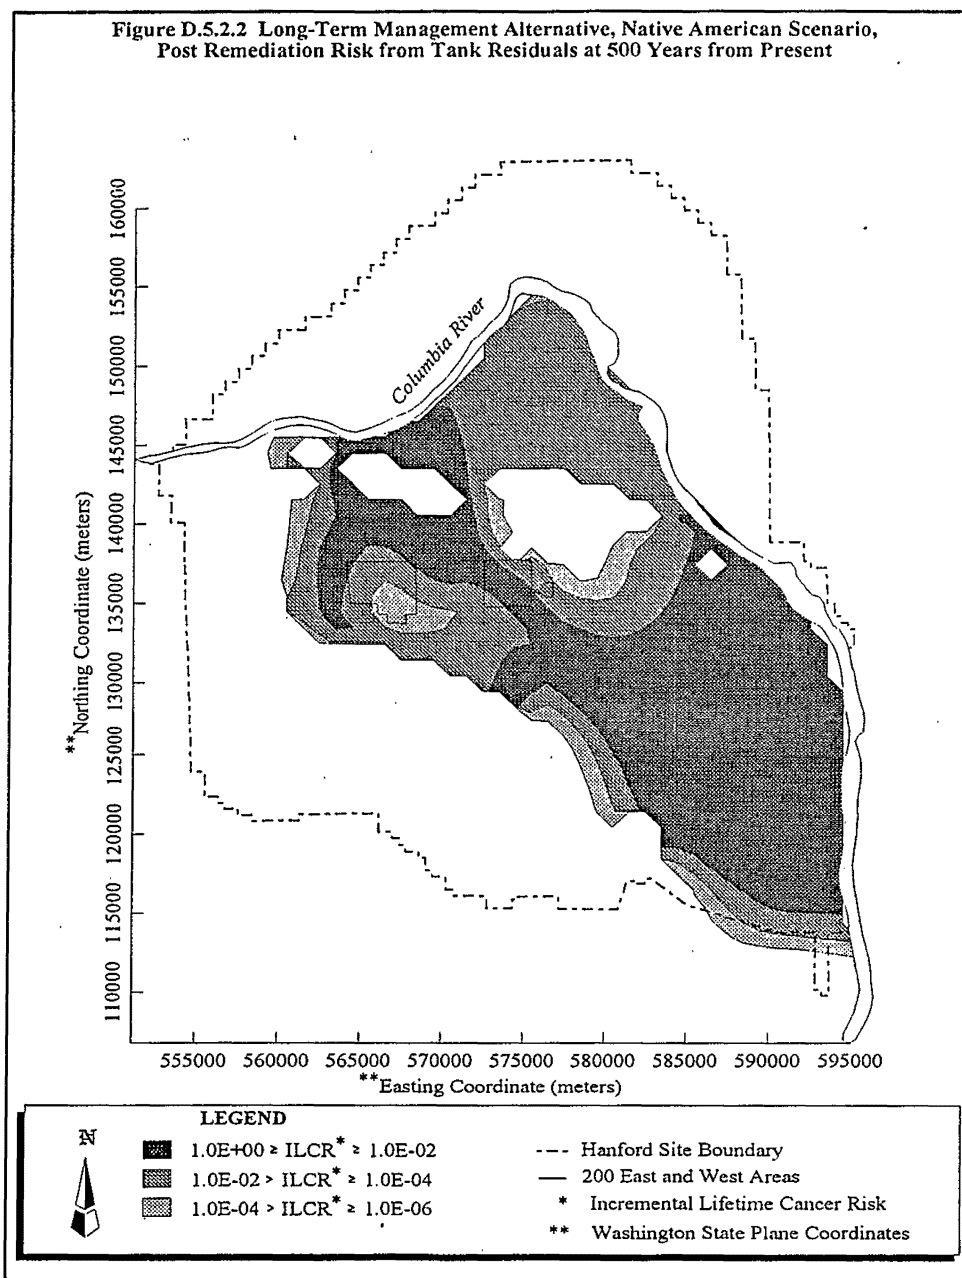 Figure D.5.2.2 Long-Term Management Alternative, Native American Scenario,
Post Remediation Risk from Tank Residuals at 500 Years from Present
Columbia River
**Northing Coordinate (meters)
160000
155000
150000
145000
140000
135000
130000
125000
120000
115000
110000
555000 560000 565000 570000 575000 580000 585000 590000 595000
**Easting Coordinate (meters)
N
LEGEND
1.0E+00 ≥ ILCR* ≥ 1.0E-02
1.0E-02 > ILCR* ≥ 1.0E-04
1.0E-04 > ILCR* ≥ 1.0E-06
Hanford Site Boundary
200 East and West Areas
* Incremental Lifetime Cancer Risk
** Washington State Plane Coordinates